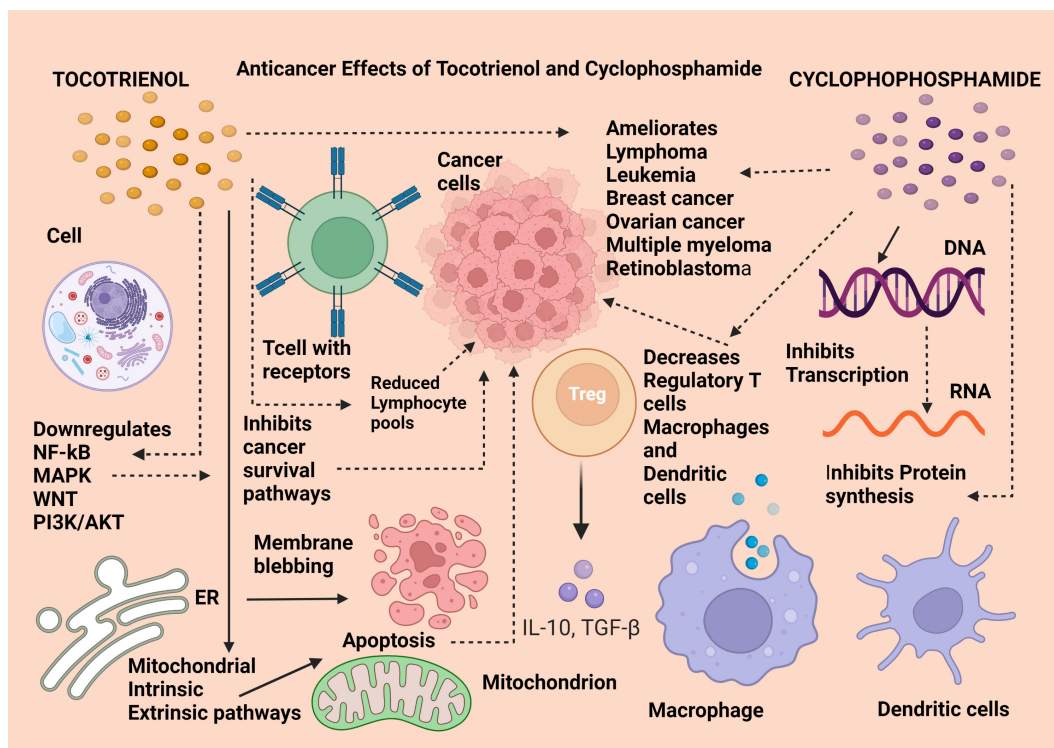 Anticancer Effects of Tocotrienol and Cyclophosphamide
TOCOTRIENOL
CYCLOPHOPHOSPHAMIDE
Cancer
cells
Ameliorates
Lymphoma
Leukemia
Breast cancer
Ovarian cancer
Multiple myeloma
Retinoblastoma
Cell
DNA
Tcell with
receptors
Reduced
Lymphocyte
pools
Treg
Decreases
Regulatory T
cells
Macrophages
and
Dendritic
cells
Inhibits
Transcription
RNA
Downregulates
NF-kB
MAPK
WNT
PI3K/AKT
Inhibits
cancer
survival
pathways
Inhibits Protein
synthesis
Membrane
blebbing
ER
Apoptosis
IL-10, TGF-β
Mitochondrial
Intrinsic
Extrinsic pathways
Mitochondrion
Macrophage
Dendritic cells